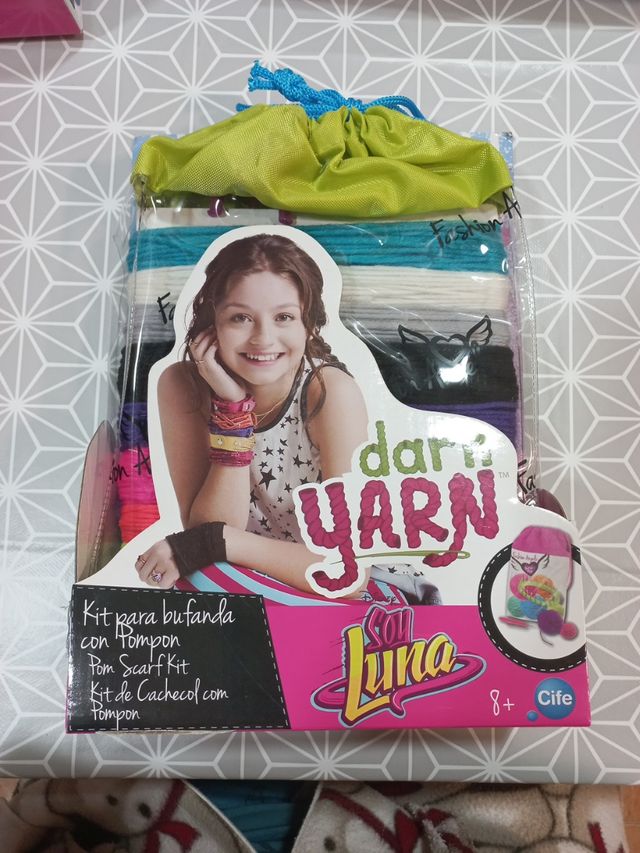 Fashion A
darn
YARN™
Kit para bufanda
con Pompon
Pom Scarf Kit
Kit de Cachecol com
Pompon
Soy
Luna
8+
Cife